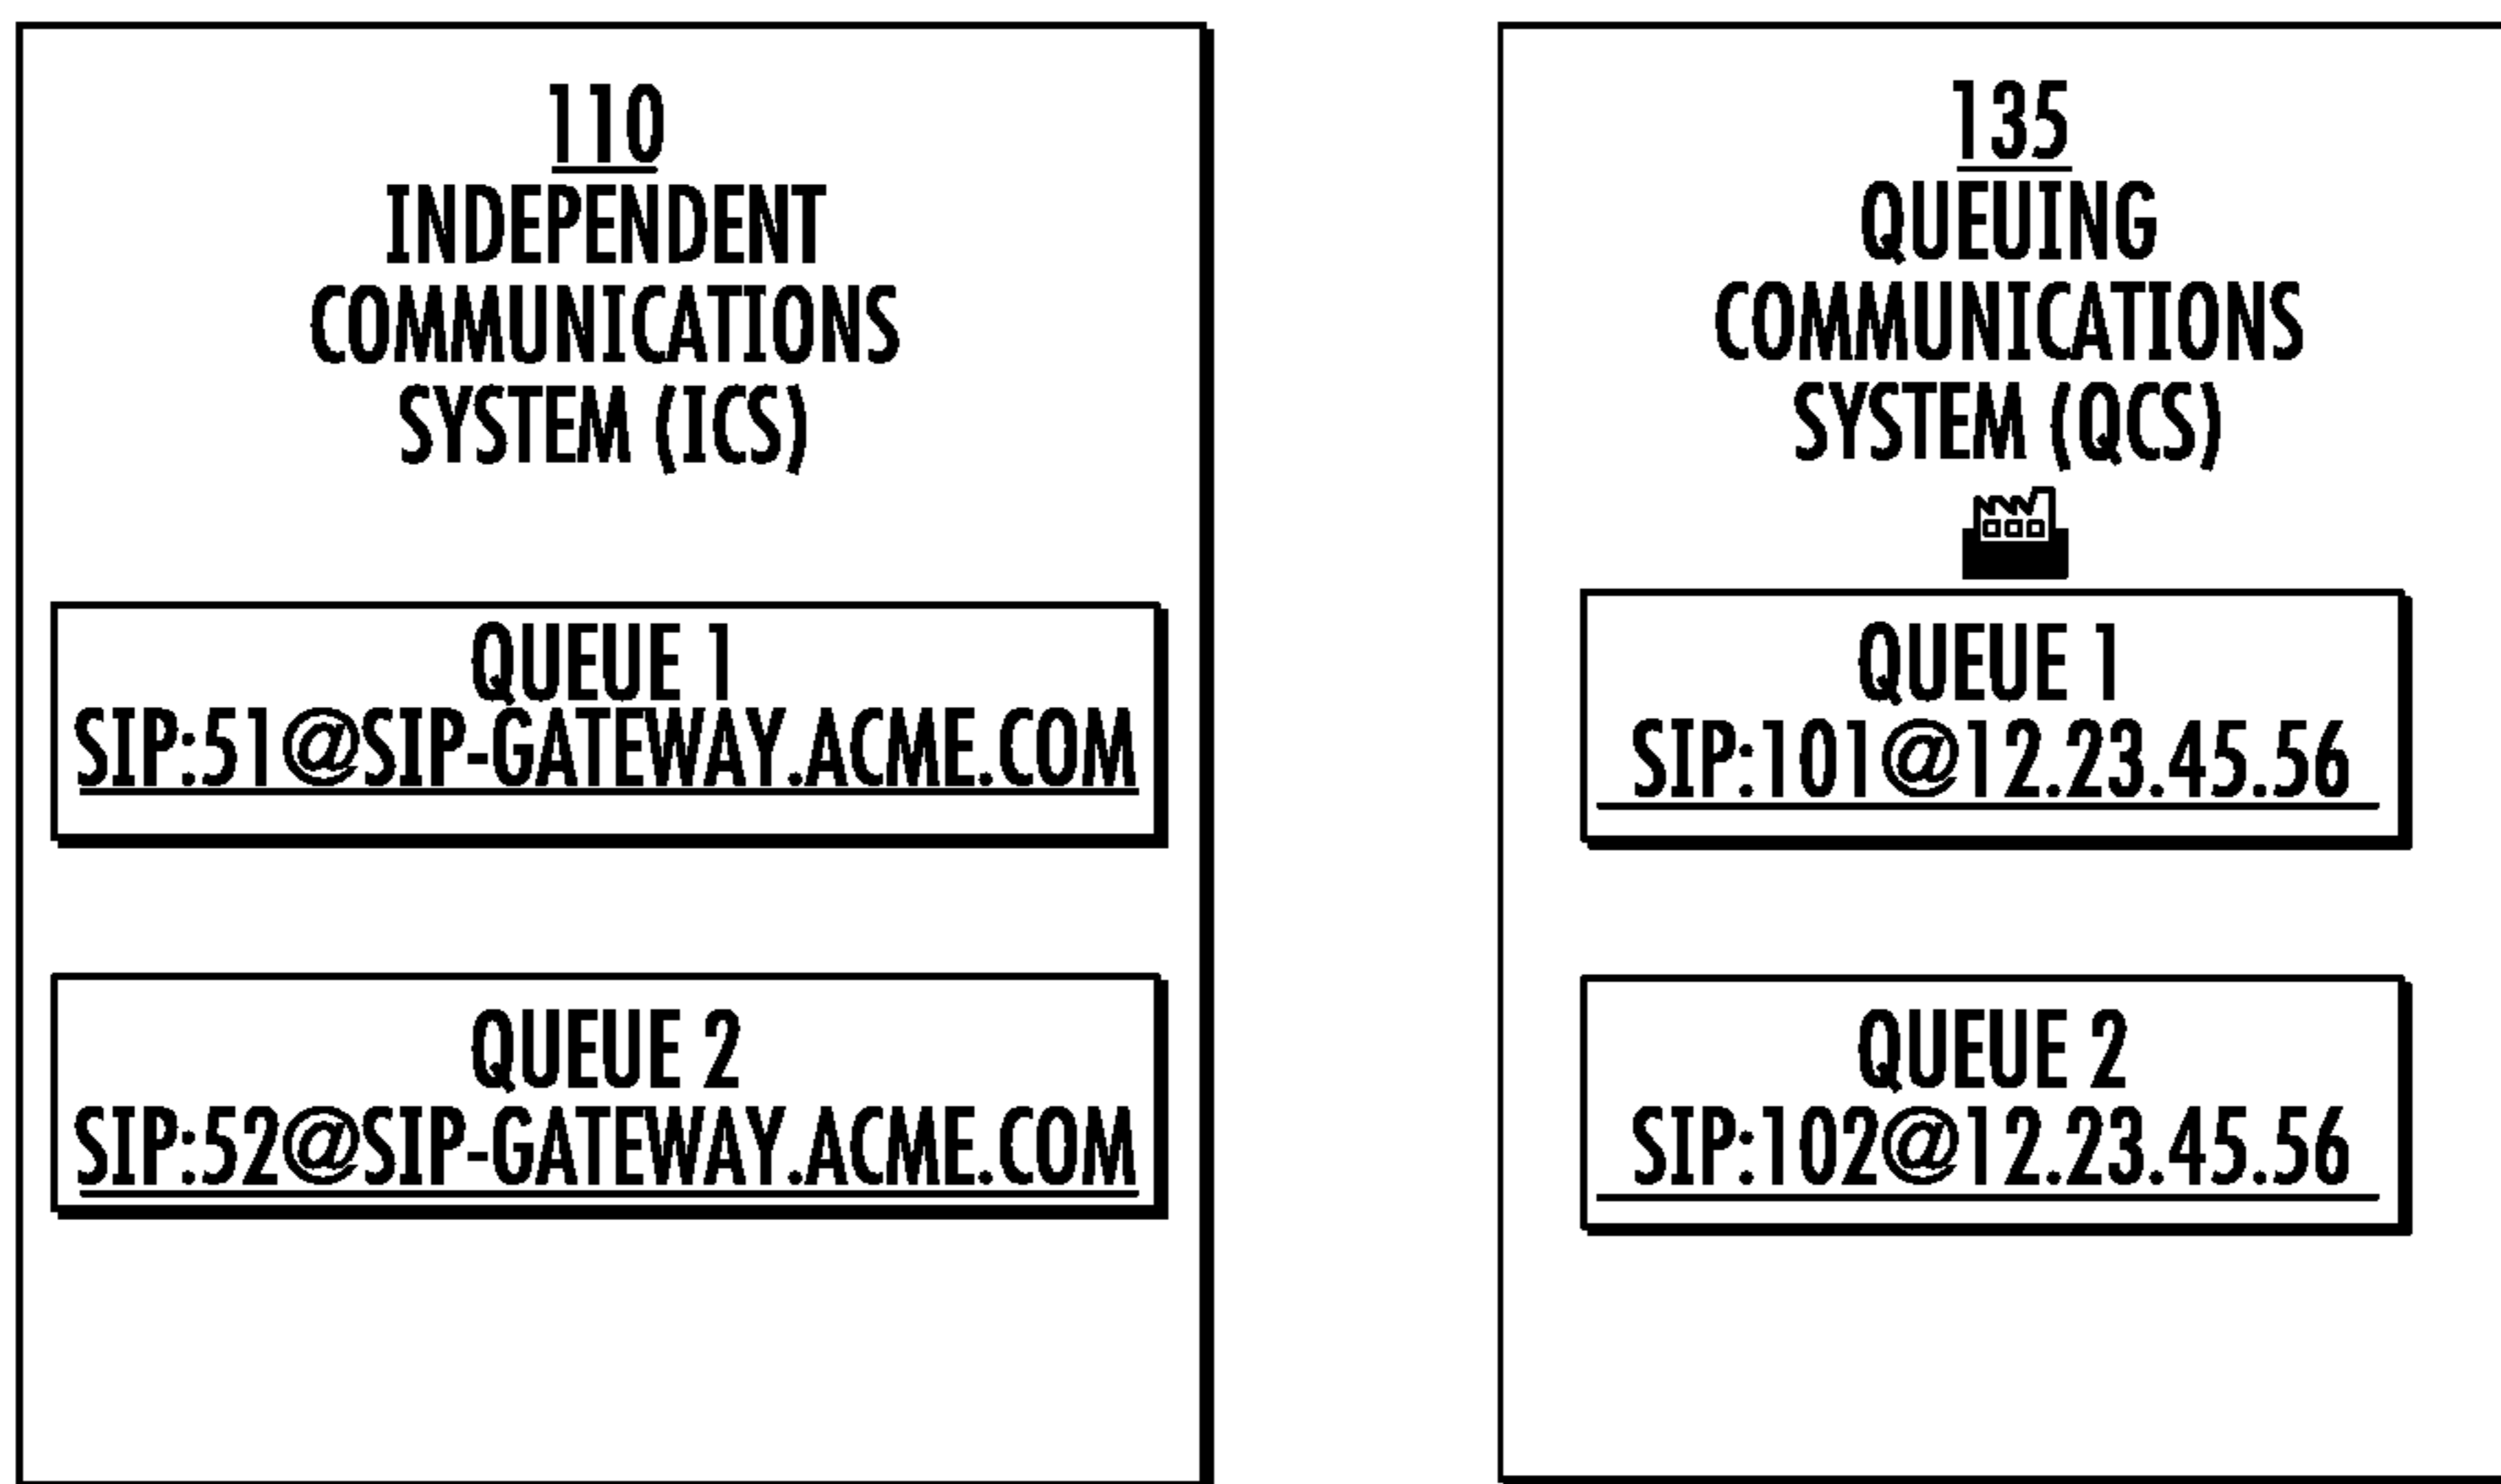 110
INDEPENDENT
COMMUNICATIONS
SYSTEM (ICS)
QUEUE 1
SIP:51@SIP-GATEWAY.ACME.COM
QUEUE 2
SIP:52@SIP-GATEWAY.ACME.COM
135
QUEUING
COMMUNICATIONS
SYSTEM (QCS)
QUEUE 1
SIP:101@12.23.45.56
QUEUE 2
SIP:102@12.23.45.56